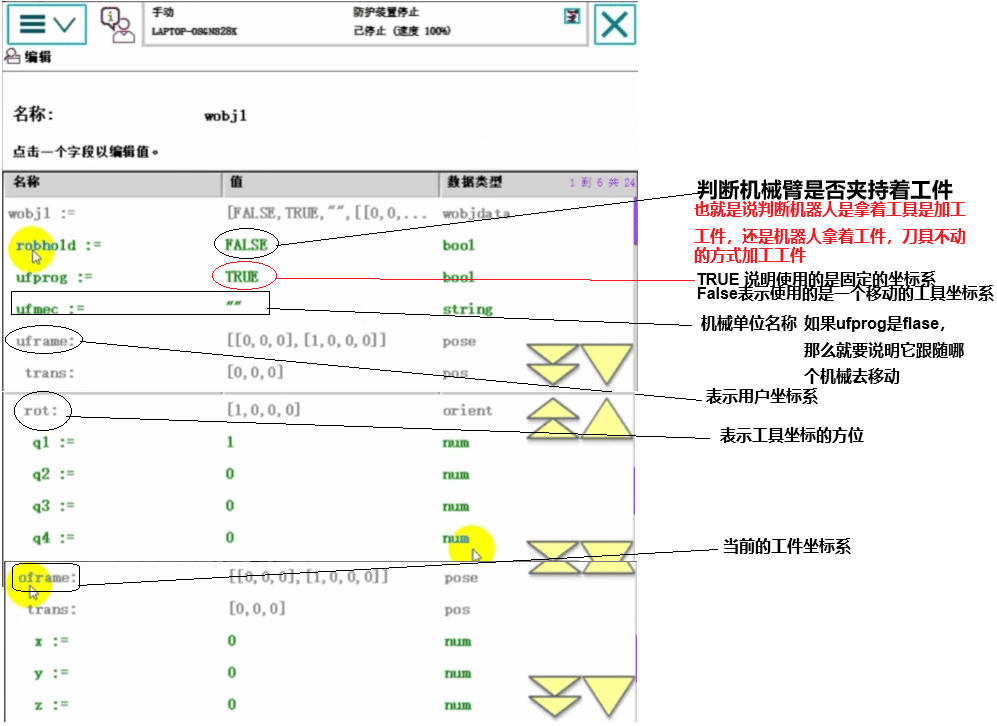 手动
防护装置停止
LAPTOP-OSGNS28X
已停止 (速度 100%)
编辑
名称:
wobj1
点击一个字段以编辑值。
名称 值 数据类型 1 到 6 共 24
wobj1 := [FALSE,TRUE,"",[[0,0,... wobjdata
robhold := FALSE bool
ufprog := TRUE bool
ufmec := "" string
uframe: [[0,0,0],[1,0,0,0]] pose
trans: [0,0,0] pos
rot: [1,0,0,0] orient
q1 := 1 num
q2 := 0 num
q3 := 0 num
q4 := 0 num
oframe: [[0,0,0],[1,0,0,0]] pose
trans: [0,0,0] pos
x := 0 num
y := 0 num
z := 0 num
判断机械臂是否夹持着工件
也就是说判断机器人是拿着工具是加工
工件，还是机器人拿着工件，刀具不动
的方式加工工件
TRUE 说明使用的是固定的坐标系
False表示使用的是一个移动的工具坐标系
机械单位名称 如果ufprog是flase，
那么就要说明它跟随哪
个机械去移动
表示用户坐标系
表示工具坐标的方位
当前的工件坐标系